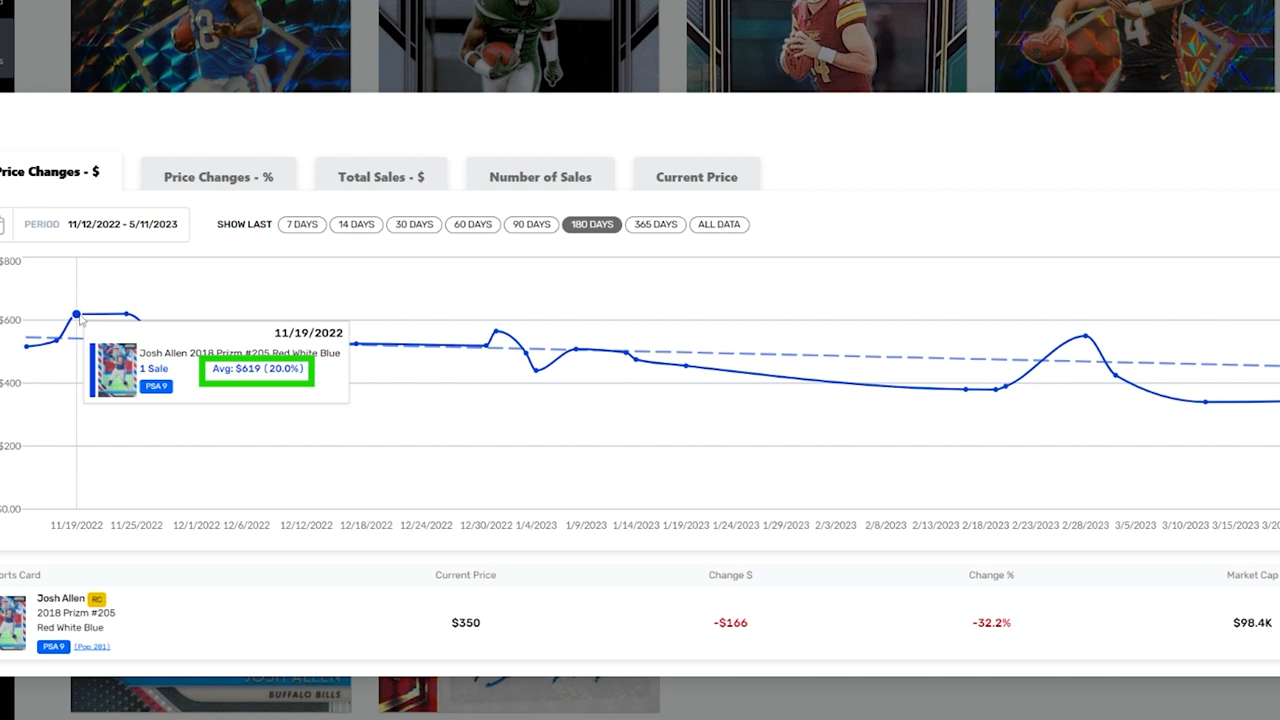 Price Changes - $
Price Changes - %
Total Sales - $
Number of Sales
Current Price
PERIOD 11/12/2022 - 5/11/2023
SHOW LAST 7 DAYS 14 DAYS 30 DAYS 60 DAYS 90 DAYS 180 DAYS 365 DAYS ALL DATA
$800
$600
$400
$200
$0.00
11/19/2022
Josh Allen 2018 Prizm #205 Red White Blue
1 Sale Avg: $619 (20.0%)
PSA 9
11/19/2022 11/25/2022 12/1/2022 12/6/2022 12/12/2022 12/18/2022 12/24/2022 12/30/2022 1/4/2023 1/9/2023 1/14/2023 1/19/2023 1/24/2023 1/29/2023 2/3/2023 2/8/2023 2/13/2023 2/18/2023 2/23/2023 2/28/2023 3/5/2023 3/10/2023 3/15/2023 3/20
orts Card Current Price Change $ Change % Market Cap
Josh Allen RC
2018 Prizm #205
Red White Blue
PSA 9 [Pop: 281]
$350 -$166 -32.2% $98.4K
JOSH ALLEN
BUFFALO BILLS